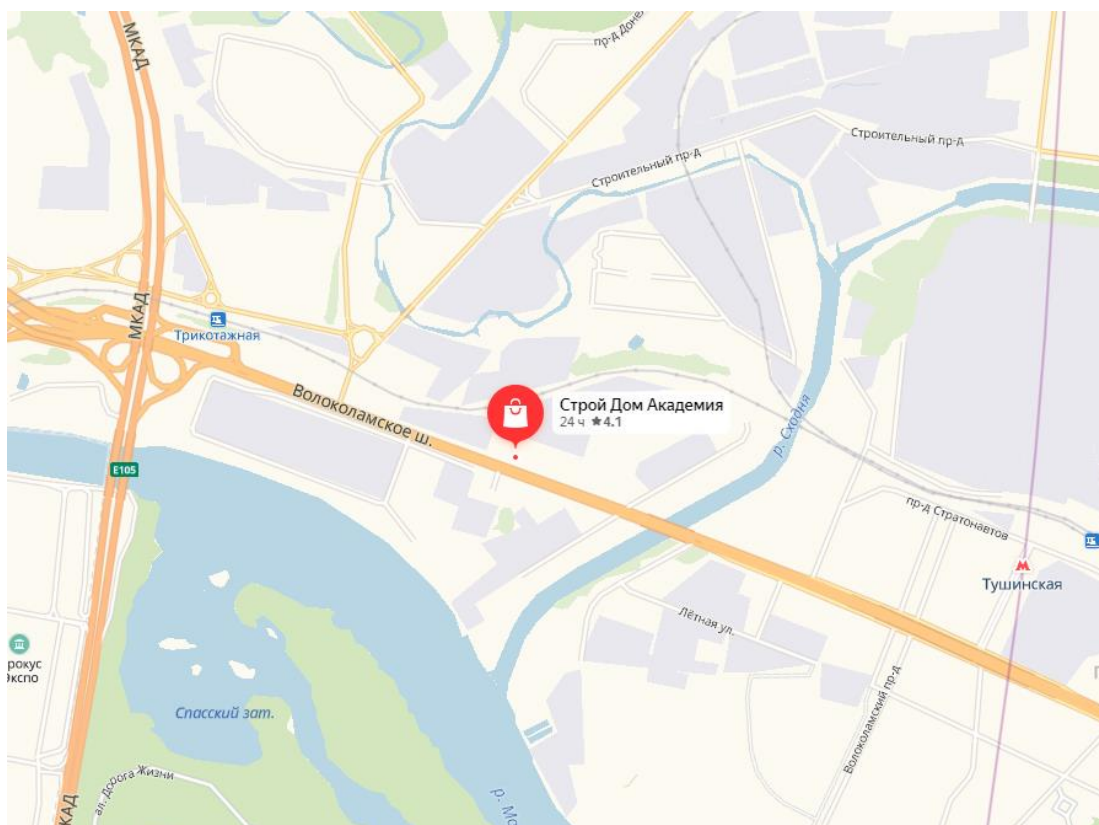 МКАД
пр-д Доне
Строительный пр-д
Строительный пр-д
МКАД
Трикотажная
Волоколамское ш.
Строй Дом Академия
24 ч ★4.1
р. Сходня
E105
пр-д Стратонавтов
Тушинская
Лётная ул.
рокус
Экспо
Волоколамский пр-д
Спасский зат.
ал. Дорога Жизни
р. Мо
КАД